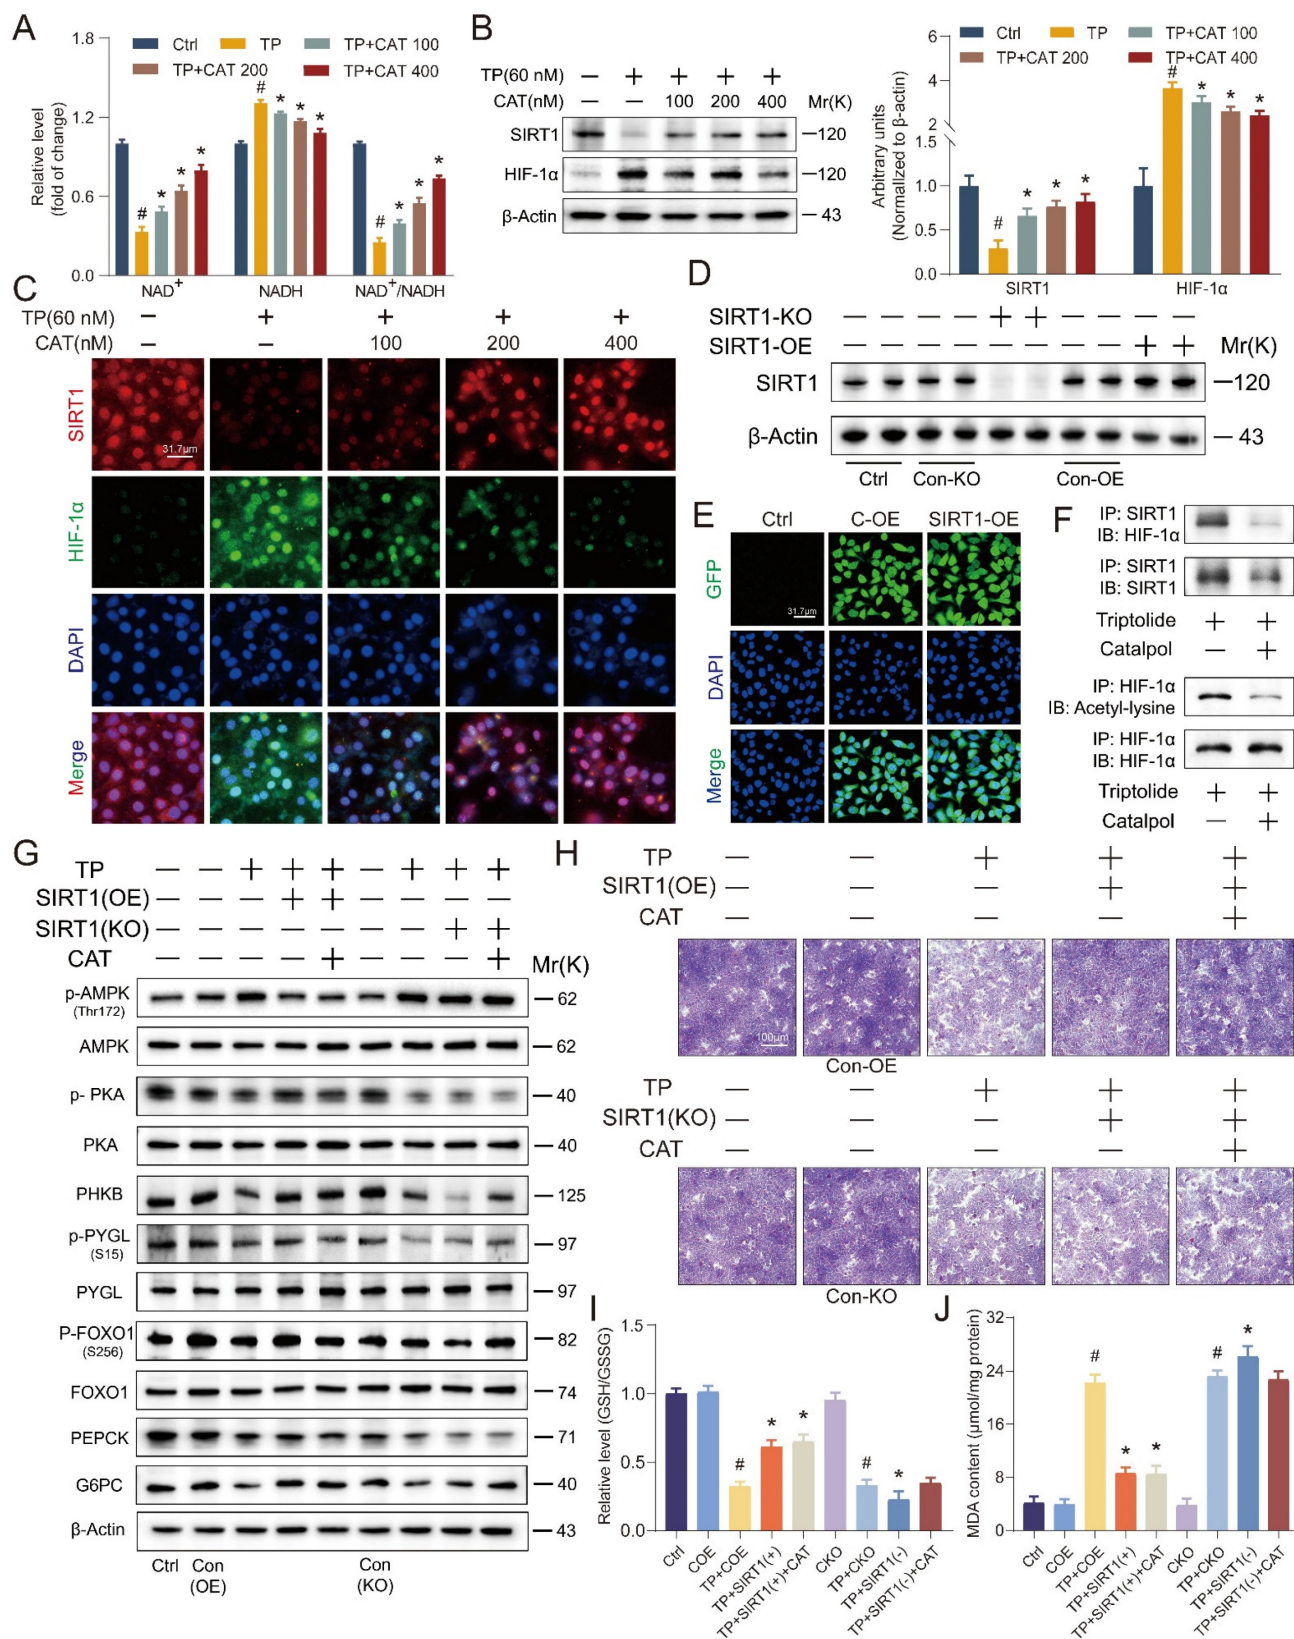 A
Ctrl TP TP+CAT 100
TP+CAT 200 TP+CAT 400
Relative level
(fold of change)
1.8
1.2
0.6
0.0
# * * *
# * * *
# * * *
NAD+ NADH NAD+/NADH
B
TP(60 nM) — + + + +
CAT(nM) — — 100 200 400 Mr(K)
SIRT1 —120
HIF-1α —120
β-Actin — 43
Ctrl TP TP+CAT 100
TP+CAT 200 TP+CAT 400
Arbitrary units
(Normalized to β-actin)
6
4
2
1.5
1.0
0.5
0.0
# * * *
# * * *
SIRT1 HIF-1α
C
TP(60 nM) — + + + +
CAT(nM) — — 100 200 400
SIRT1
31.7μm
HIF-1α
DAPI
Merge
D
SIRT1-KO — — — — + + — — — —
SIRT1-OE — — — — — — — — + + Mr(K)
SIRT1 —120
β-Actin — 43
Ctrl Con-KO Con-OE
E
Ctrl C-OE SIRT1-OE
GFP
31.7μm
DAPI
Merge
F
IP: SIRT1
IB: HIF-1α
IP: SIRT1
IB: SIRT1
Triptolide + +
Catalpol — +
IP: HIF-1α
IB: Acetyl-lysine
IP: HIF-1α
IB: HIF-1α
Triptolide + +
Catalpol — +
G
TP — — + + + — + + +
SIRT1(OE) — — — + + — — — —
SIRT1(KO) — — — — — — — + +
CAT — — — — + — — — + Mr(K)
p-AMPK — 62
(Thr172)
AMPK — 62
p- PKA — 40
PKA — 40
PHKB — 125
p-PYGL — 97
(S15)
PYGL — 97
P-FOXO1 — 82
(S256)
FOXO1 — 74
PEPCK — 71
G6PC — 40
β-Actin — 43
Ctrl Con Con
(OE) (KO)
H
TP — — + + +
SIRT1(OE) — — — + +
CAT — — — — +
100μm
Con-OE
TP — — + + +
SIRT1(KO) — — — + +
CAT — — — — +
Con-KO
I
Relative level (GSH/GSSG)
1.5
1.0
0.5
0.0
# * * # *
Ctrl
COE
TP+COE
TP+SIRT1(+)
TP+SIRT1(+)+CAT
CKO
TP+CKO
TP+SIRT1(-)
TP+SIRT1(-)+CAT
J
MDA content (μmol/mg protein)
32
24
16
8
0
# * * # *
Ctrl
COE
TP+COE
TP+SIRT1(+)
TP+SIRT1(+)+CAT
CKO
TP+CKO
TP+SIRT1(-)
TP+SIRT1(-)+CAT